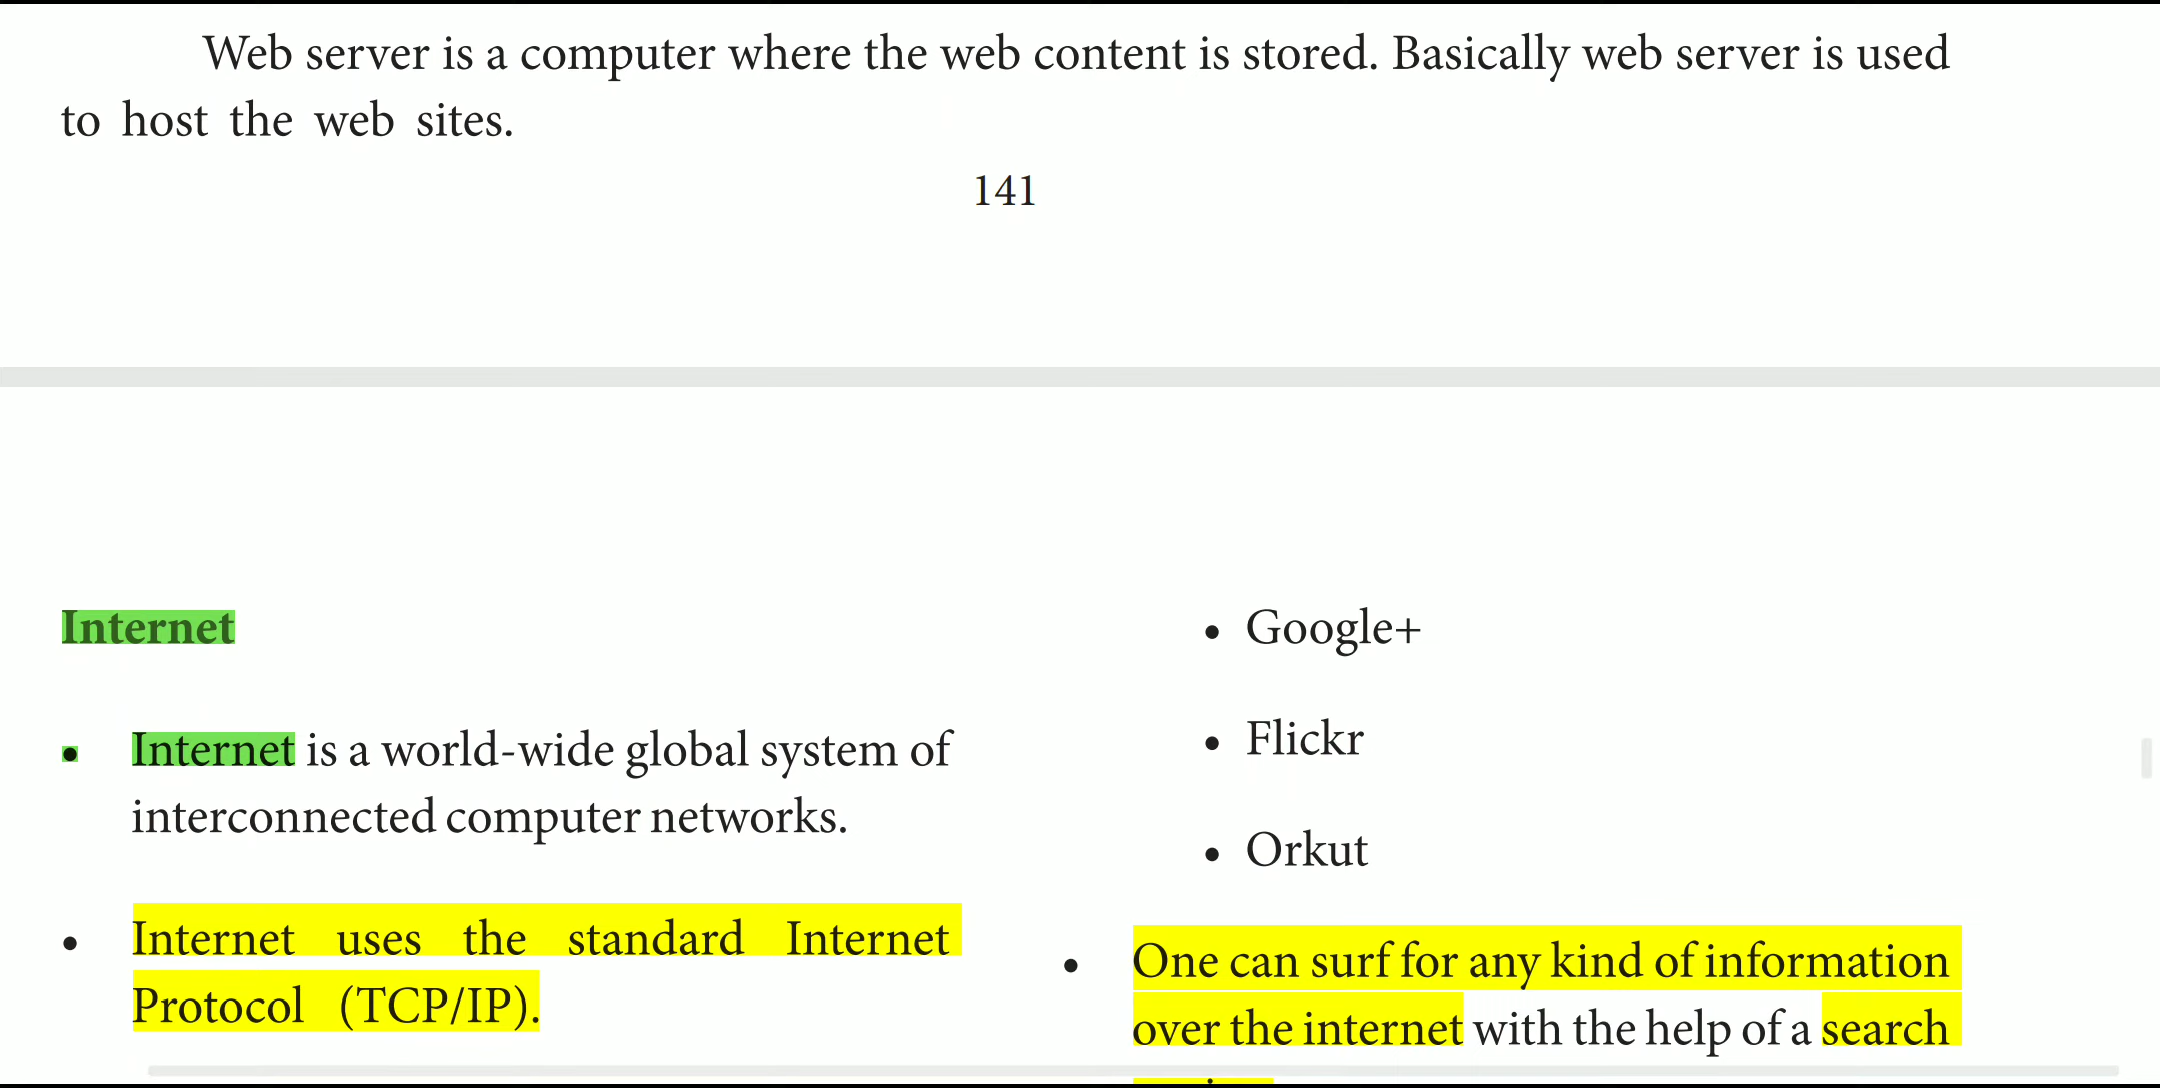 Web server is a computer where the web content is stored. Basically web server is used
to host the web sites.
141
Internet
• Internet is a world-wide global system of
interconnected computer networks.
• Internet uses the standard Internet
Protocol (TCP/IP).
• Google+
• Flickr
• Orkut
• One can surf for any kind of information
over the internet with the help of a search